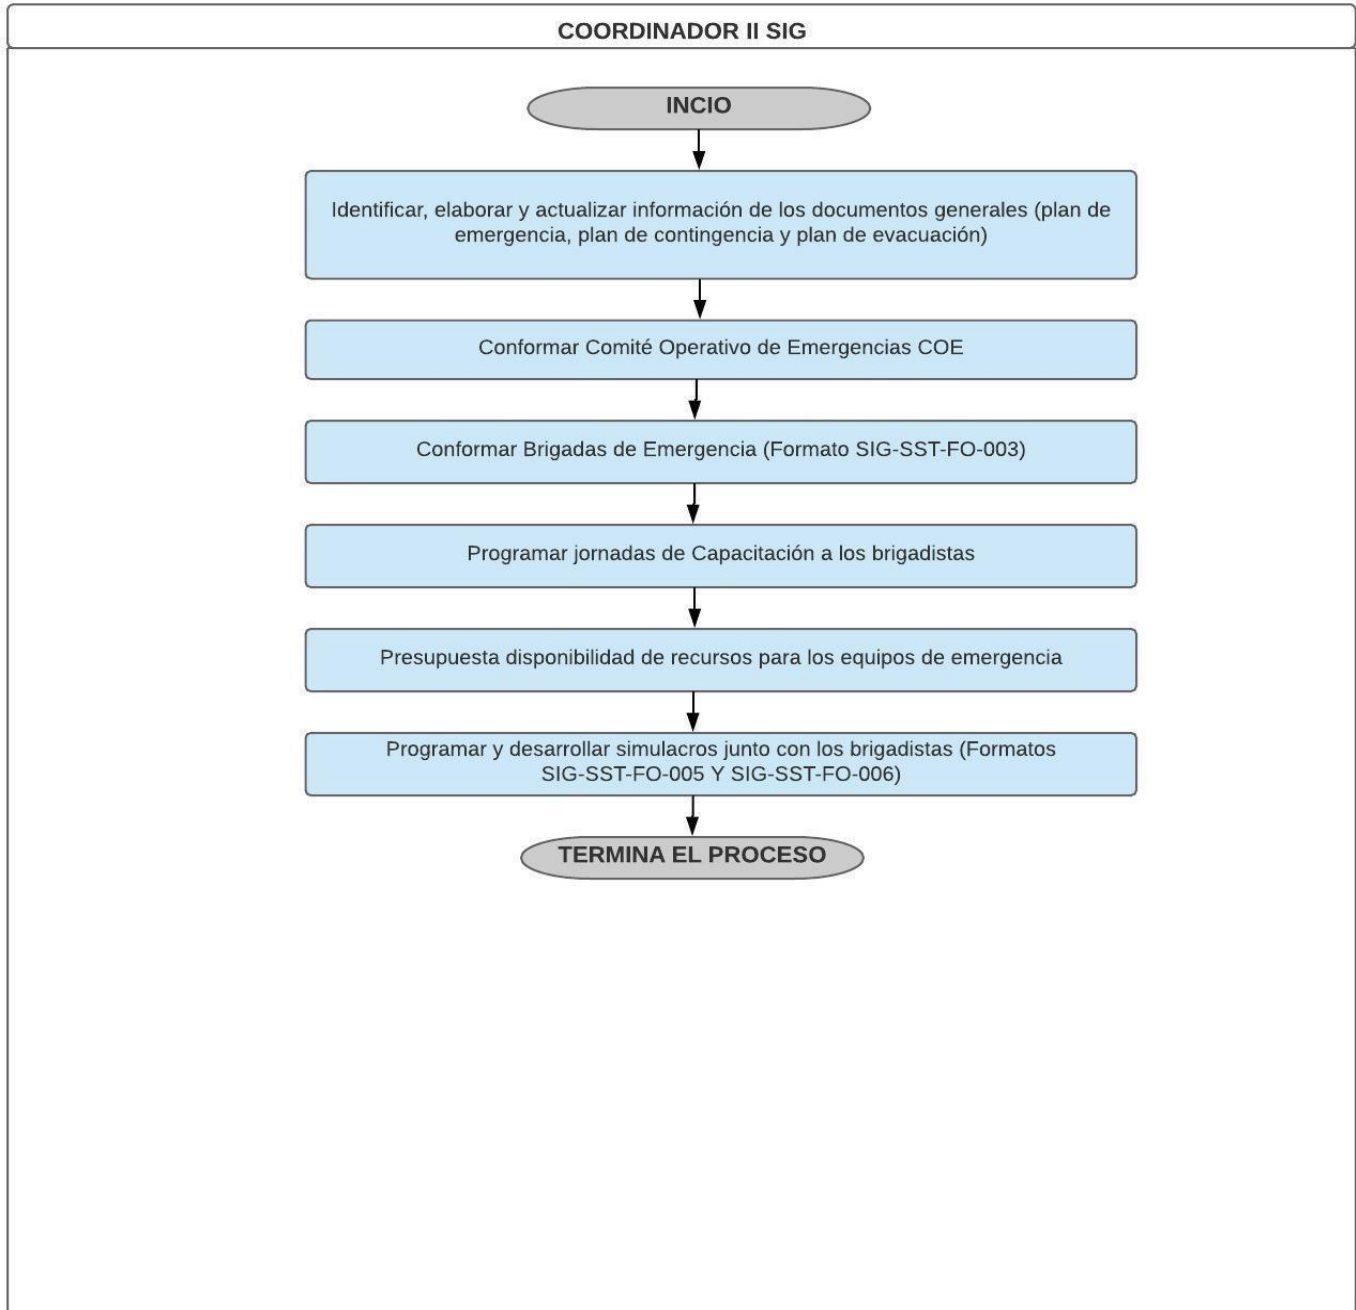 COORDINADOR II SIG
INCIO
Identificar, elaborar y actualizar información de los documentos generales (plan de
emergencia, plan de contingencia y plan de evacuación)
Conformar Comité Operativo de Emergencias COE
Conformar Brigadas de Emergencia (Formato SIG-SST-FO-003)
Programar jornadas de Capacitación a los brigadistas
Presupuesta disponibilidad de recursos para los equipos de emergencia
Programar y desarrollar simulacros junto con los brigadistas (Formatos
SIG-SST-FO-005 Y SIG-SST-FO-006)
TERMINA EL PROCESO